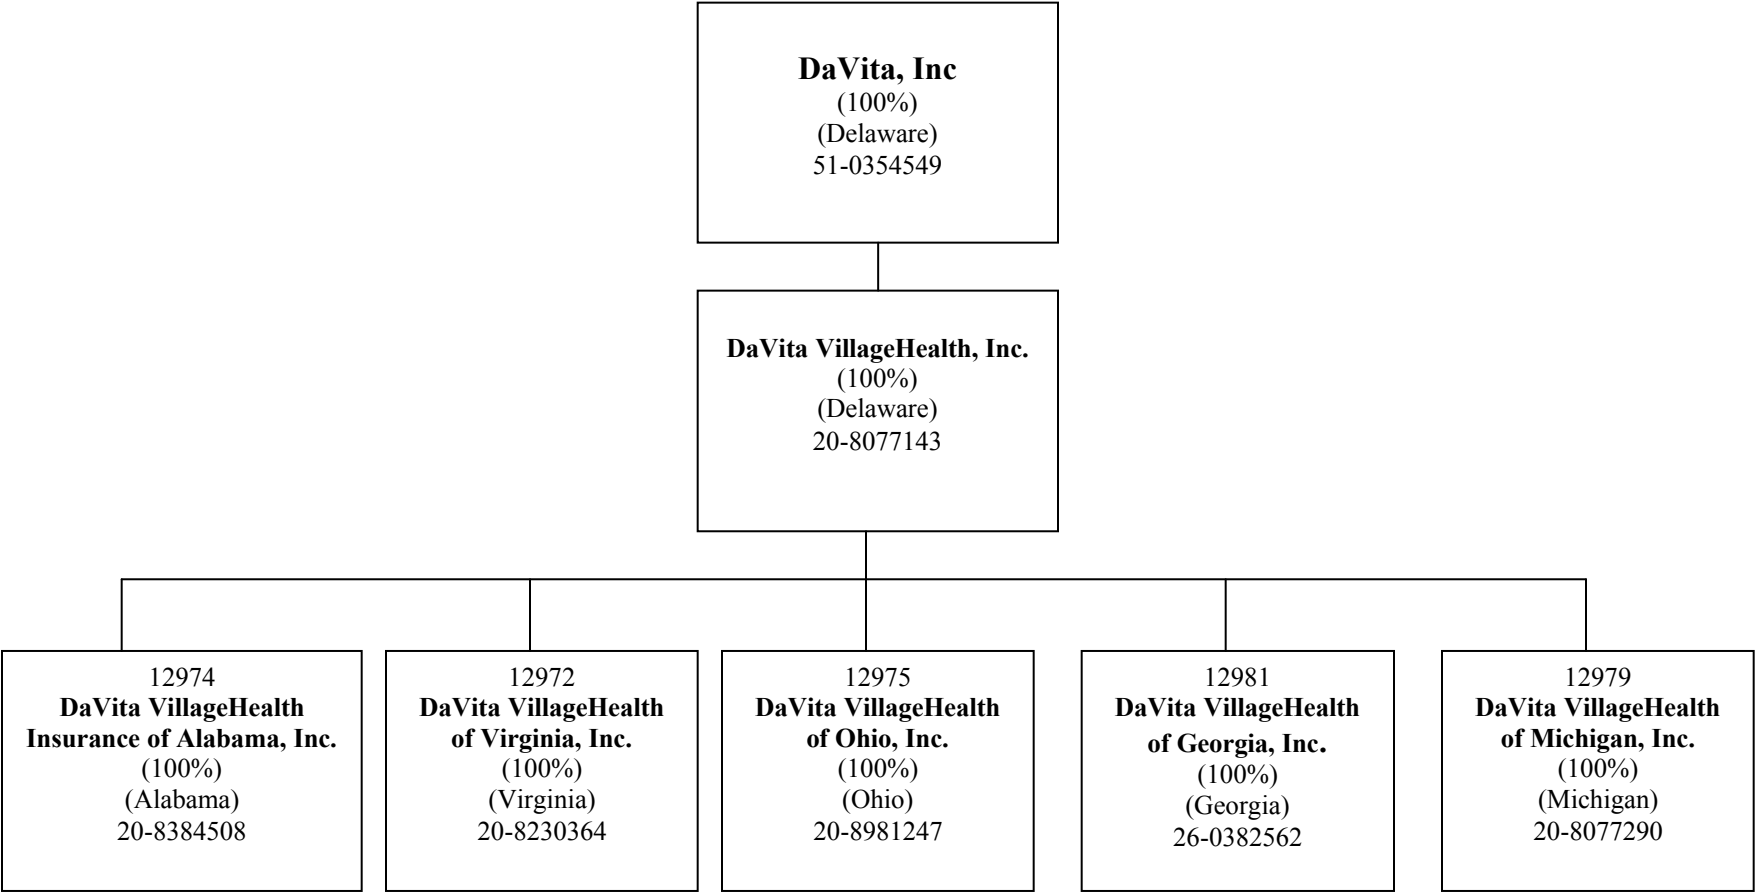 DaVita, Inc
(100%)
(Delaware)
51-0354549
DaVita VillageHealth, Inc.
(100%)
(Delaware)
20-8077143
12974
DaVita VillageHealth
Insurance of Alabama, Inc.
(100%)
(Alabama)
20-8384508
12972
DaVita VillageHealth
of Virginia, Inc.
(100%)
(Virginia)
20-8230364
12975
DaVita VillageHealth
of Ohio, Inc.
(100%)
(Ohio)
20-8981247
12981
DaVita VillageHealth
of Georgia, Inc.
(100%)
(Georgia)
26-0382562
12979
DaVita VillageHealth
of Michigan, Inc.
(100%)
(Michigan)
20-8077290